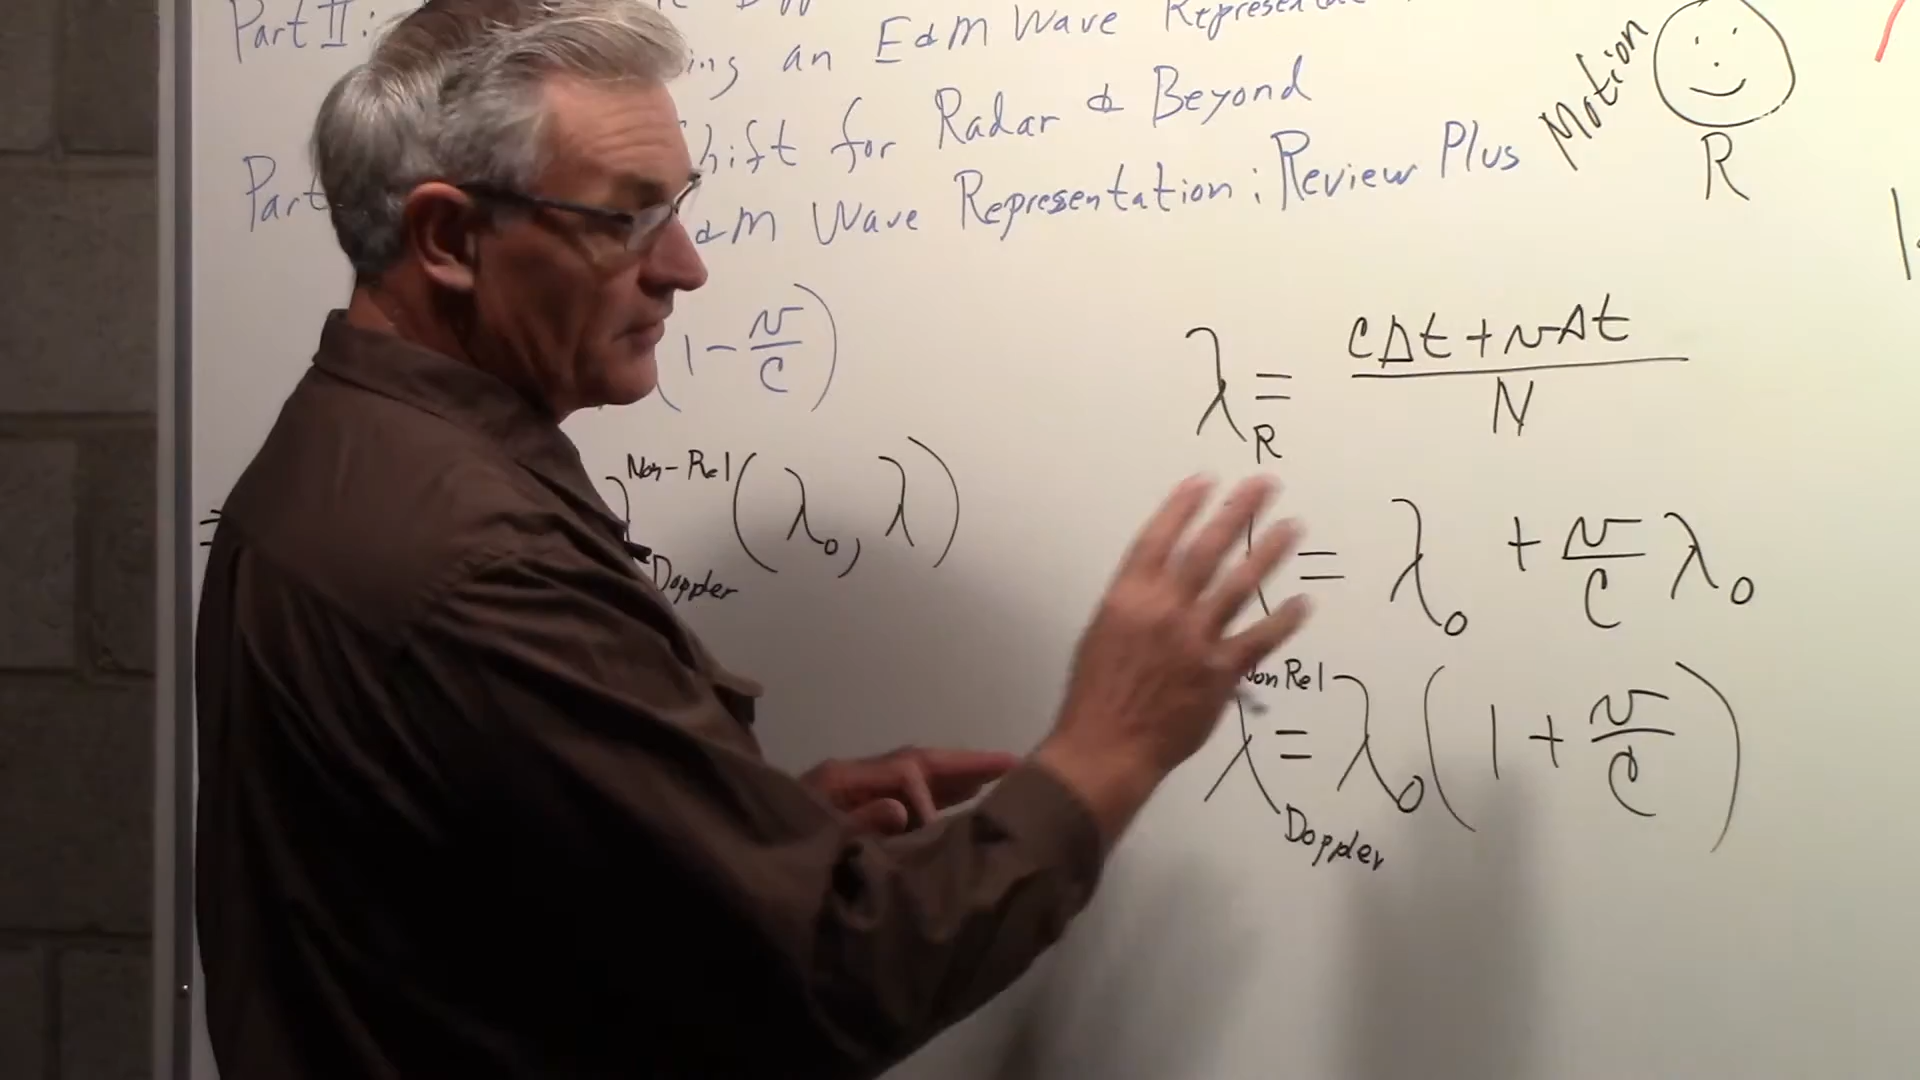 Part II:
an E&M Wave
hift for Radar & Beyond
Part
&M Wave Representation: Review Plus
Motion
R
(1 - v/c)
= λ Non-Rel Doppler (λ₀, λ)
λ_R = (cΔt + vΔt)/N
λ = λ₀ + v/c λ₀
λ Non Rel Doppler = λ₀(1 + v/c)